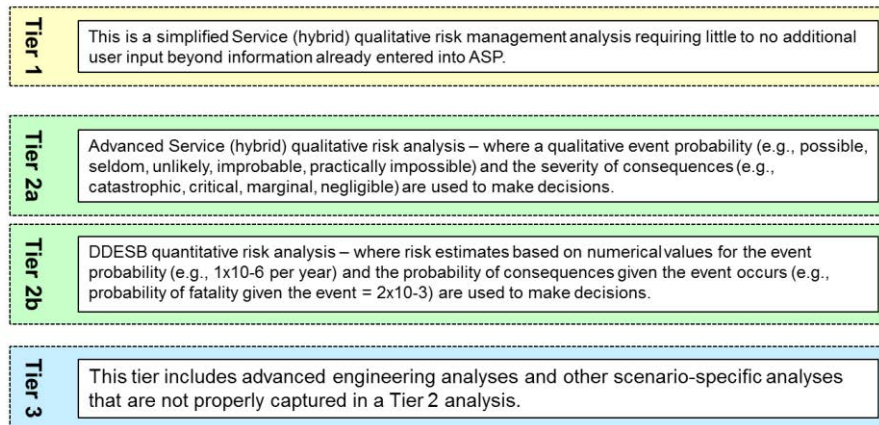 Tier 1
This is a simplified Service (hybrid) qualitative risk management analysis requiring little to no additional
user input beyond information already entered into ASP.
Tier 2a
Advanced Service (hybrid) qualitative risk analysis – where a qualitative event probability (e.g., possible,
seldom, unlikely, improbable, practically impossible) and the severity of consequences (e.g.,
catastrophic, critical, marginal, negligible) are used to make decisions.
Tier 2b
DDESB quantitative risk analysis – where risk estimates based on numerical values for the event
probability (e.g., 1x10-6 per year) and the probability of consequences given the event occurs (e.g.,
probability of fatality given the event = 2x10-3) are used to make decisions.
Tier 3
This tier includes advanced engineering analyses and other scenario-specific analyses
that are not properly captured in a Tier 2 analysis.